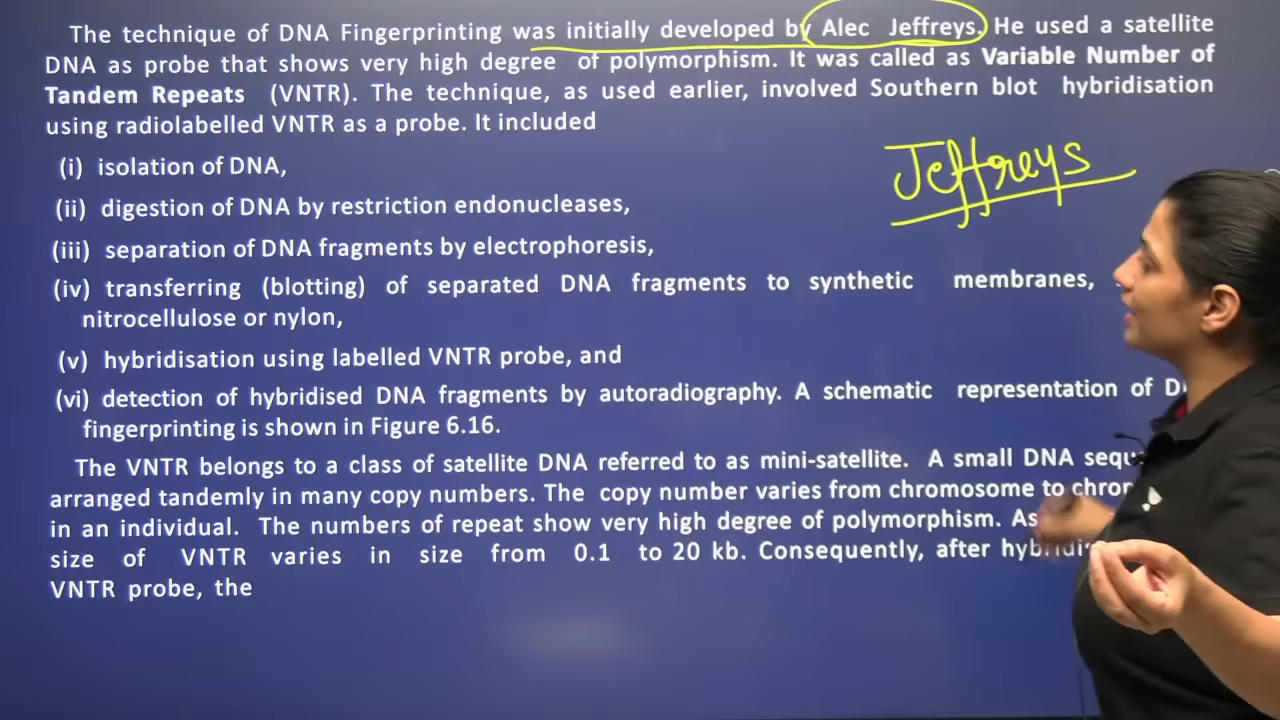 The technique of DNA Fingerprinting was initially developed by Alec Jeffreys. He used a satellite
DNA as probe that shows very high degree of polymorphism. It was called as Variable Number of
Tandem Repeats (VNTR). The technique, as used earlier, involved Southern blot hybridisation
using radiolabelled VNTR as a probe. It included
Jeffreys
(i) isolation of DNA,
(ii) digestion of DNA by restriction endonucleases,
(iii) separation of DNA fragments by electrophoresis,
(iv) transferring (blotting) of separated DNA fragments to synthetic membranes,
nitrocellulose or nylon,
(v) hybridisation using labelled VNTR probe, and
(vi) detection of hybridised DNA fragments by autoradiography. A schematic representation of
fingerprinting is shown in Figure 6.16.
The VNTR belongs to a class of satellite DNA referred to as mini-satellite. A small DNA
arranged tandemly in many copy numbers. The copy number varies from chromosome to
in an individual. The numbers of repeat show very high degree of polymorphism. As
size of VNTR varies in size from 0.1 to 20 kb. Consequently, after
VNTR probe, the